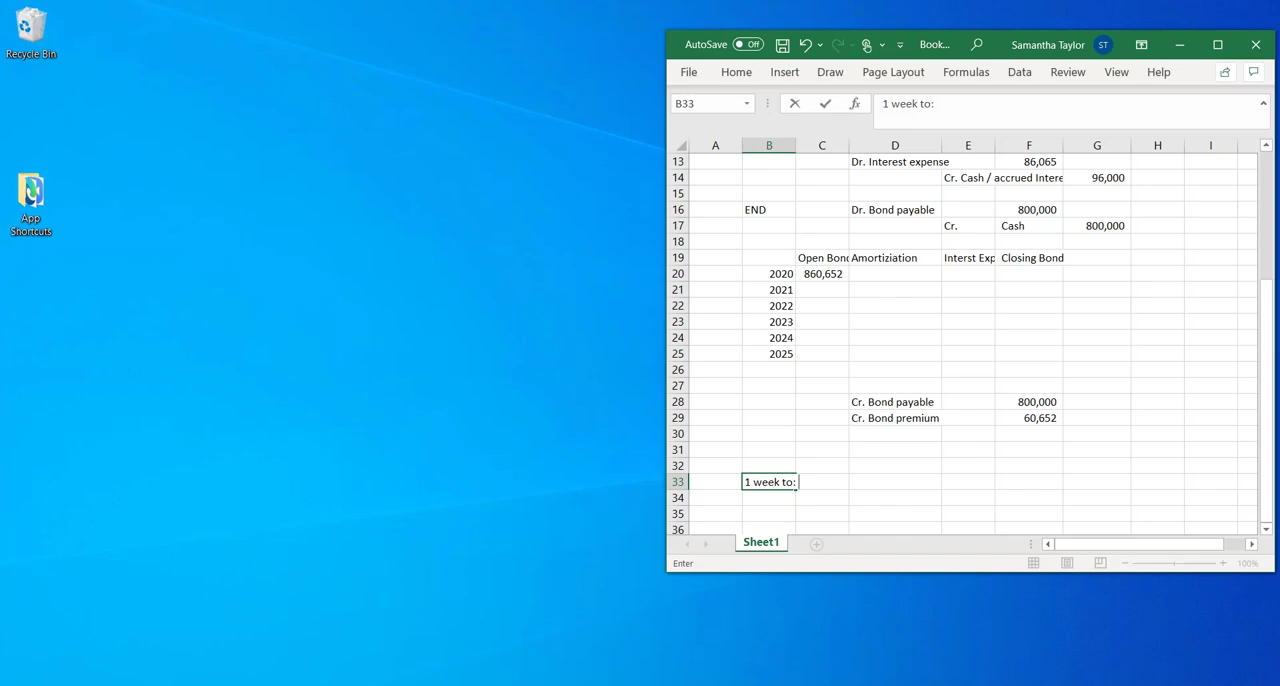 Recycle Bin
App
Shortcuts
AutoSave Off Book... Samantha Taylor ST
File Home Insert Draw Page Layout Formulas Data Review View Help
B33 fx 1 week to:
A B C D E F G H I
13 Dr. Interest expense 86,065
14 Cr. Cash / accrued Intere 96,000
15
16 END Dr. Bond payable 800,000
17 Cr. Cash 800,000
18
19 Open Bond Amortiziation Interst Exp Closing Bond
20 2020 860,652
21 2021
22 2022
23 2023
24 2024
25 2025
26
27
28 Cr. Bond payable 800,000
29 Cr. Bond premium 60,652
30
31
32
33 1 week to:
34
35
36
Sheet1
Enter 100%